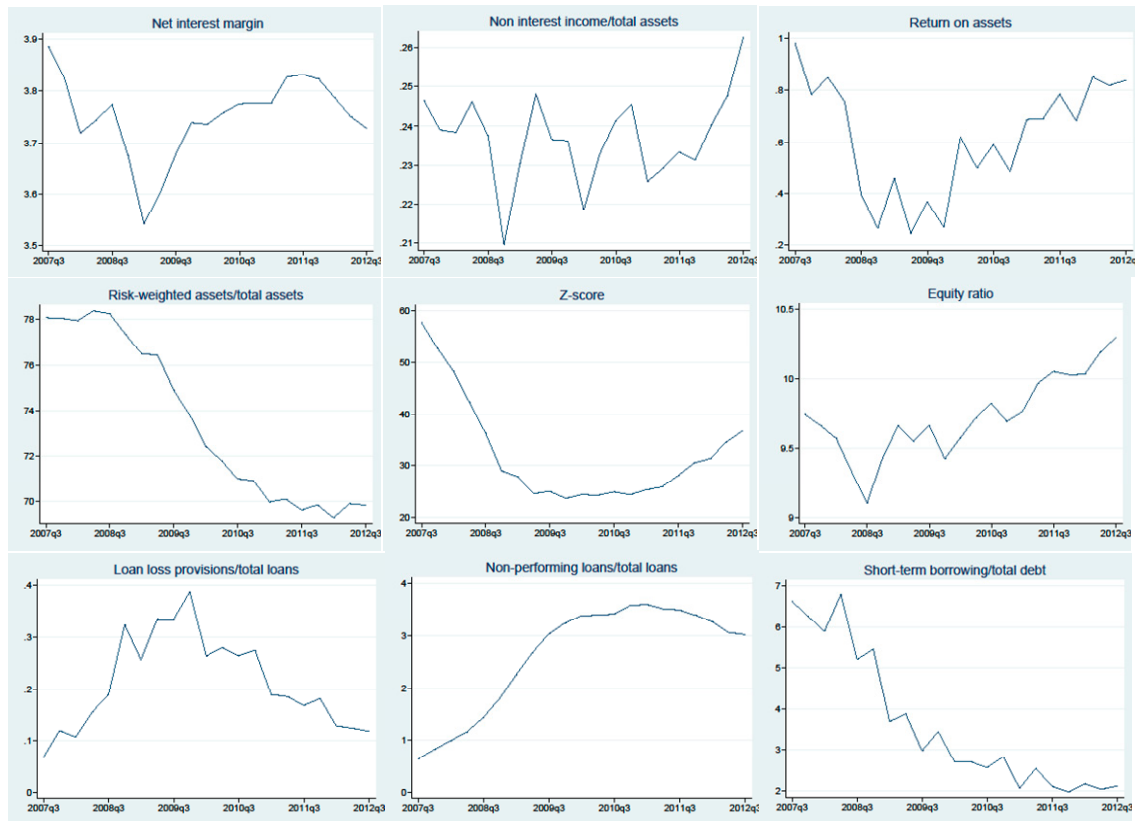 Net interest margin
3.9
3.8
3.7
3.6
3.5
2007q3 2008q3 2009q3 2010q3 2011q3 2012q3
Non interest income/total assets
.26
.25
.24
.23
.22
.21
2007q3 2008q3 2009q3 2010q3 2011q3 2012q3
Return on assets
1
.8
.6
.4
.2
2007q3 2008q3 2009q3 2010q3 2011q3 2012q3
Risk-weighted assets/total assets
78
76
74
72
70
2007q3 2008q3 2009q3 2010q3 2011q3 2012q3
Z-score
60
50
40
30
20
2007q3 2008q3 2009q3 2010q3 2011q3 2012q3
Equity ratio
10.5
10
9.5
9
2007q3 2008q3 2009q3 2010q3 2011q3 2012q3
Loan loss provisions/total loans
.4
.3
.2
.1
0
2007q3 2008q3 2009q3 2010q3 2011q3 2012q3
Non-performing loans/total loans
4
3
2
1
0
2007q3 2008q3 2009q3 2010q3 2011q3 2012q3
Short-term borrowing/total debt
7
6
5
4
3
2
2007q3 2008q3 2009q3 2010q3 2011q3 2012q3